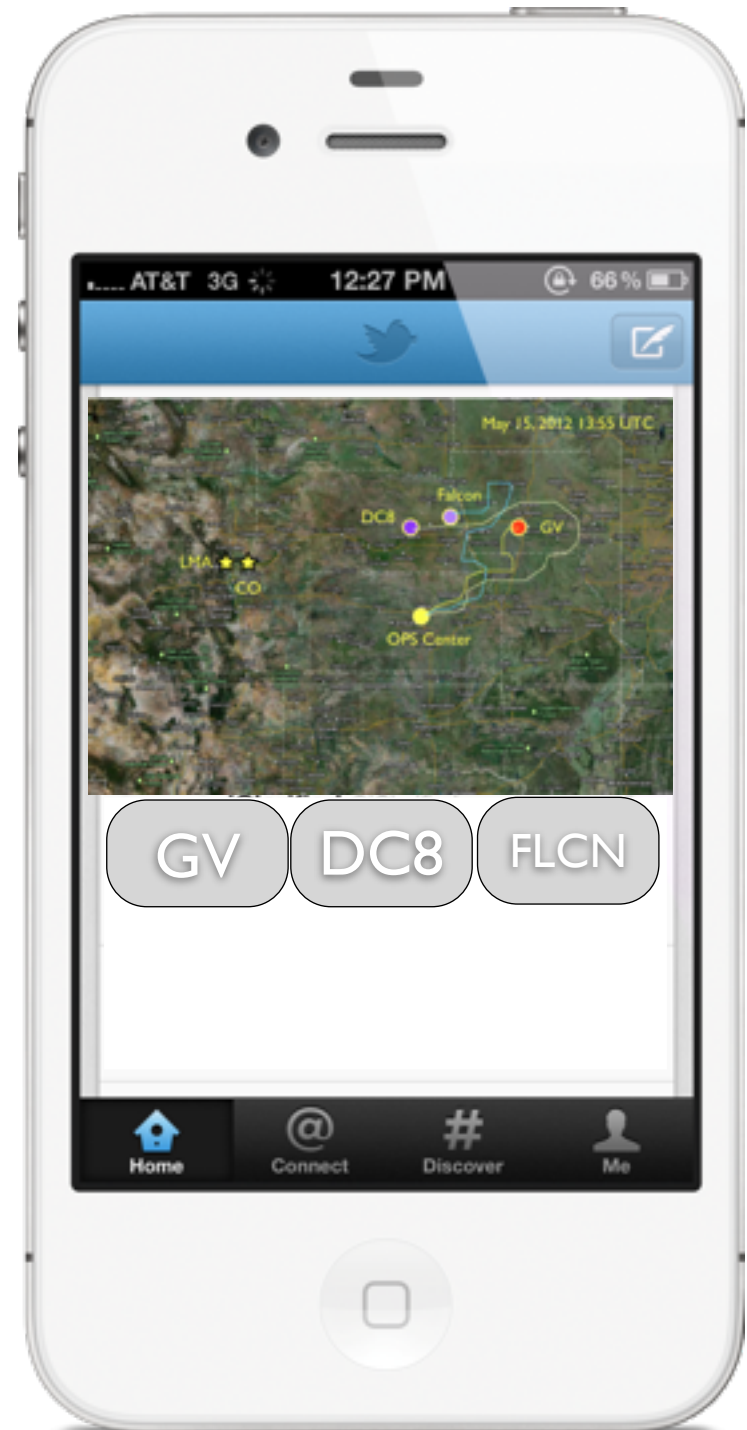 AT&T 3G 12:27 PM 66%
May 15, 2012 13:55 UTC
Falcon
DC8
GV
LMA
CO
OPS Center
GV DC8 FLCN
@ #
Home Connect Discover Me